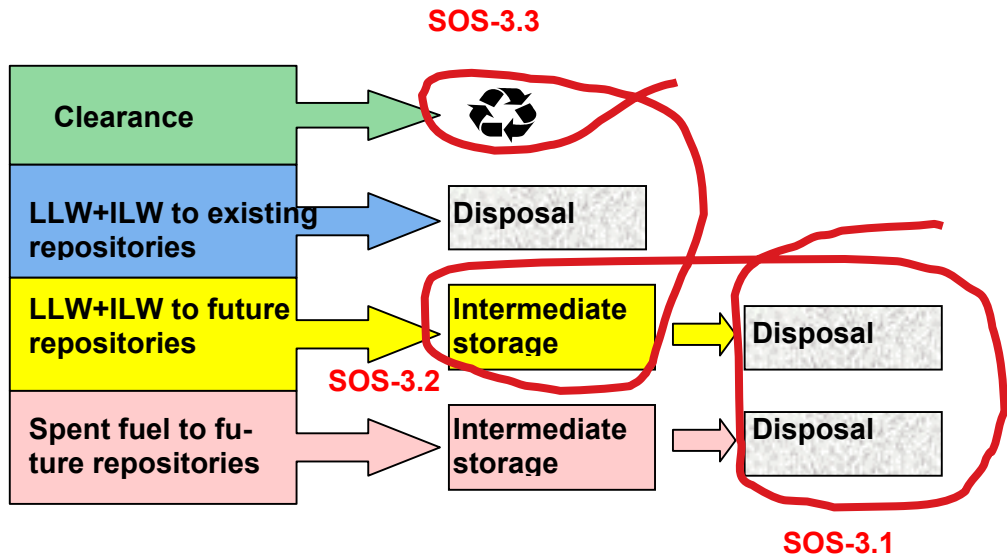 SOS-3.3
Clearance
LLW+ILW to existing
repositories
Disposal
LLW+ILW to future
repositories
Intermediate
storage
Disposal
SOS-3.2
Spent fuel to fu-
ture repositories
Intermediate
storage
Disposal
SOS-3.1